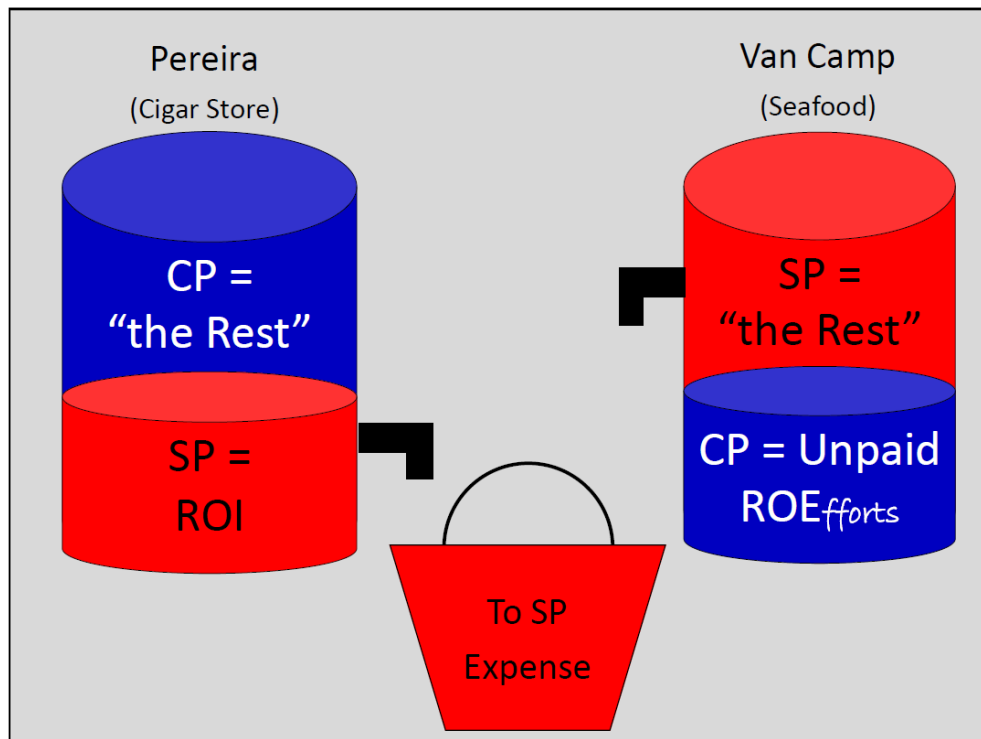 Pereira
(Cigar Store)
CP =
“the Rest”
SP =
ROI
Van Camp
(Seafood)
SP =
“the Rest”
CP = Unpaid
ROEfforts
To SP
Expense